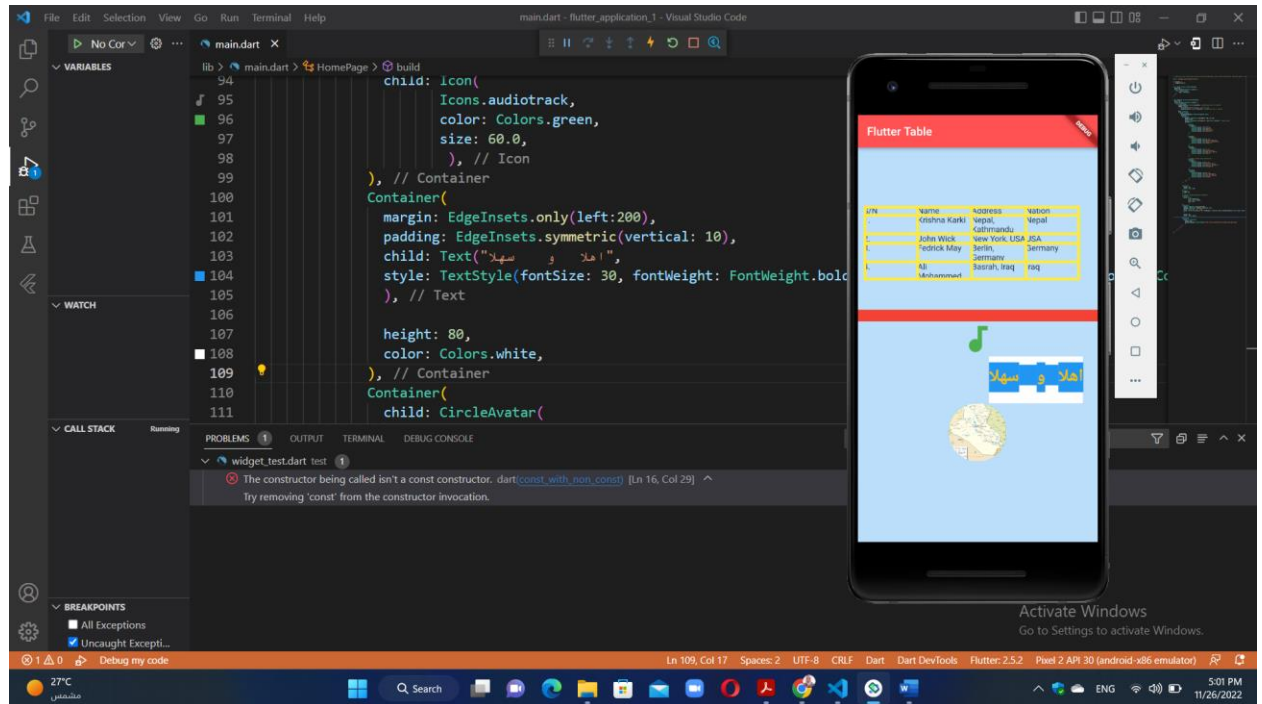 File Edit Selection View Go Run Terminal Help
main.dart - flutter_application_1 - Visual Studio Code
No Cor
main.dart
VARIABLES
lib > main.dart > HomePage > build
94 child: Icon(
95 Icons.audiotrack,
96 color: Colors.green,
97 size: 60.0,
98 ), // Icon
99 ), // Container
100 Container(
101 margin: EdgeInsets.only(left:200),
102 padding: EdgeInsets.symmetric(vertical: 10),
103 child: Text("اهلا و سهلا",
104 style: TextStyle(fontSize: 30, fontWeight: FontWeight.bold
105 ), // Text
106
107 height: 80,
108 color: Colors.white,
109 ), // Container
110 Container(
111 child: CircleAvatar(
WATCH
CALL STACK Running
BREAKPOINTS
All Exceptions
Uncaught Excepti...
PROBLEMS 1 OUTPUT TERMINAL DEBUG CONSOLE
widget_test.dart test 1
The constructor being called isn't a const constructor. dart(const_with_non_const) [Ln 16, Col 29]
Try removing 'const' from the constructor invocation.
Flutter Table
DEBUG
S/N Name Address Nation
Krishna Karki Nepal, Nepal
Kathmandu
John Wick New York, USA USA
Fedrick May Berlin, Germany
Germany
Ali Basrah, Iraq Iraq
Mohammed
اهلا و سهلا
Activate Windows
Go to Settings to activate Windows.
1 0 Debug my code
Ln 109, Col 17 Spaces: 2 UTF-8 CRLF Dart Dart DevTools Flutter: 2.5.2 Pixel 2 API 30 (android-x86 emulator)
27°C
مشمس
Search
ENG
5:01 PM
11/26/2022